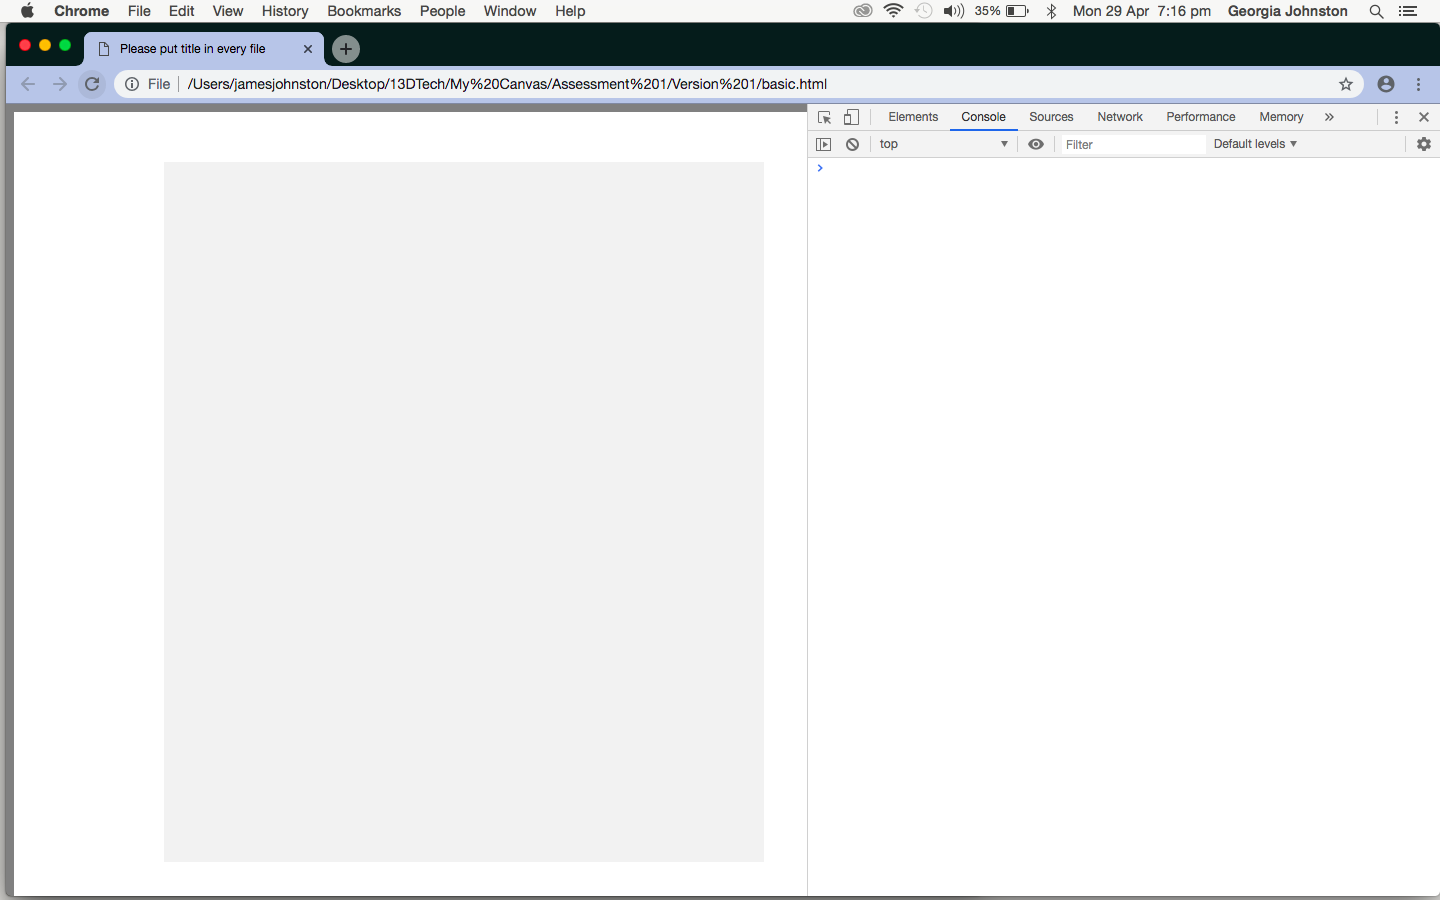 Chrome File Edit View History Bookmarks People Window Help 35% Mon 29 Apr 7:16 pm Georgia Johnston
Please put title in every file
File /Users/jamesjohnston/Desktop/13DTech/My%20Canvas/Assessment%201/Version%201/basic.html
Elements Console Sources Network Performance Memory
top Filter Default levels